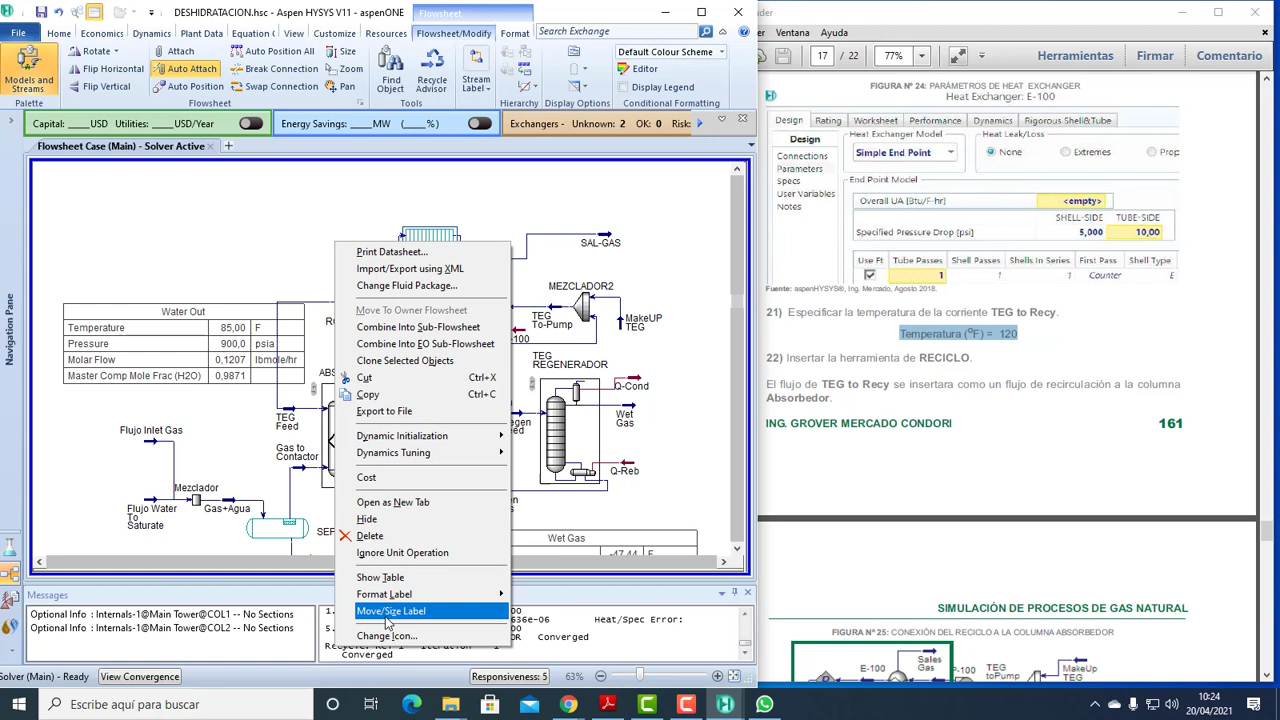 DESHIDRATACION.hsc - Aspen HYSYS V11 - aspenONE
Flowsheet
File Home Economics Dynamics Plant Data Equation View Customize Resources Flowsheet/Modify Format Search Exchange
Models and Streams
Palette
Rotate
Flip Horizontal
Flip Vertical
Attach
Auto Attach
Auto Position
Auto Position All
Break Connection
Swap Connection
Size
Zoom
Pan
Flowsheet
Find Object
Recycle Advisor
Tools
Stream Label
Hierarchy
Display Options
Default Colour Scheme
Editor
Display Legend
Conditional Formatting
Capital: ____ USD Utilities: ____ USD/Year
Energy Savings: ____ MW (____ %)
Exchangers - Unknown: 2 OK: 0 Risk:
Flowsheet Case (Main) - Solver Active
Navigation Pane
SAL-GAS
MEZCLADOR2
TEG
To-Pump
MakeUP
TEG
TEG
REGENERADOR
Q-Cond
Wet
Gas
Q-Reb
Water Out
Temperature 85,00 F
Pressure 900,0 psia
Molar Flow 0,1207 lbmole/hr
Master Comp Mole Frac (H2O) 0,9871
TEG
Feed
Gas to
Contactor
Flujo Inlet Gas
Mezclador
Flujo Water
To
Saturate
Gas+Agua
Wet Gas
-47,44 F
Print Datasheet...
Import/Export using XML
Change Fluid Package...
Move To Owner Flowsheet
Combine Into Sub-Flowsheet
Combine Into EO Sub-Flowsheet
Clone Selected Objects
Cut Ctrl+X
Copy Ctrl+C
Export to File
Dynamic Initialization
Dynamics Tuning
Cost
Open as New Tab
Hide
Delete
Ignore Unit Operation
Show Table
Format Label
Move/Size Label
Change Icon...
Messages
Optional Info : Internals-1@Main Tower@COL1 -- No Sections
Optional Info : Internals-1@Main Tower@COL2 -- No Sections
Heat/Spec Error:
Converged
Converged
Solver (Main) - Ready View Convergence
Responsiveness: 5 63%
Ventana Ayuda
17 / 22 77%
Herramientas Firmar Comentario
FIGURA Nº 24: PARÁMETROS DE HEAT EXCHANGER
Heat Exchanger: E-100
Design Rating Worksheet Performance Dynamics Rigorous Shell&Tube
Design
Connections
Parameters
Specs
User Variables
Notes
Heat Exchanger Model
Simple End Point
Heat Leak/Loss
None Extremes
End Point Model
Overall UA [Btu/F-hr] <empty>
SHELL-SIDE TUBE-SIDE
Specified Pressure Drop [psi] 5,000 10,00
Use Ft Tube Passes Shell Passes Shells In Series First Pass Shell Type
1 1 1 Counter E
Fuente: aspenHYSYS®, Ing. Mercado, Agosto 2018.
21) Especificar la temperatura de la corriente TEG to Recy.
Temperatura (ºF) = 120
22) Insertar la herramienta de RECICLO.
El flujo de TEG to Recy se insertara como un flujo de recirculación a la columna
Absorbedor.
ING. GROVER MERCADO CONDORI 161
SIMULACIÓN DE PROCESOS DE GAS NATURAL
FIGURA Nº 25: CONEXIÓN DEL RECICLO A LA COLUMNA ABSORBEDOR
E-100
Sales
Gas
P-100
TEG
toPump
MakeUp
TEG
Escribe aquí para buscar
10:24
20/04/2021